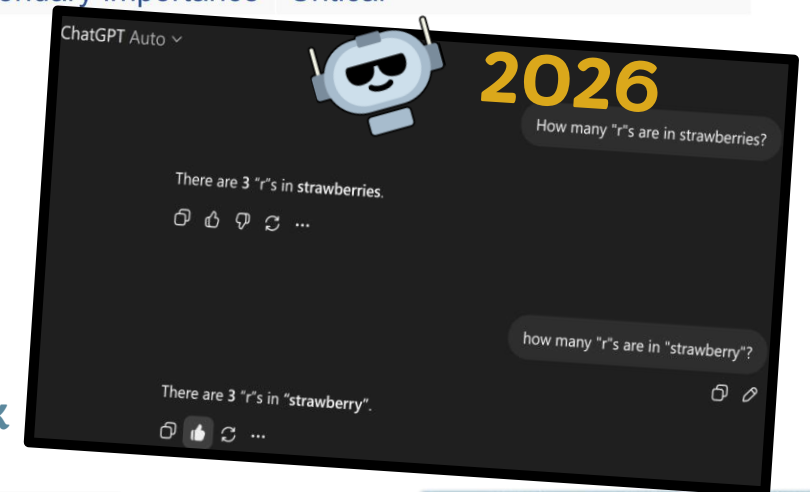 Critical
ChatGPT Auto
2026
How many "r"s are in strawberries?
There are 3 "r"s in strawberries.
how many "r"s are in "strawberry"?
There are 3 "r"s in "strawberry".